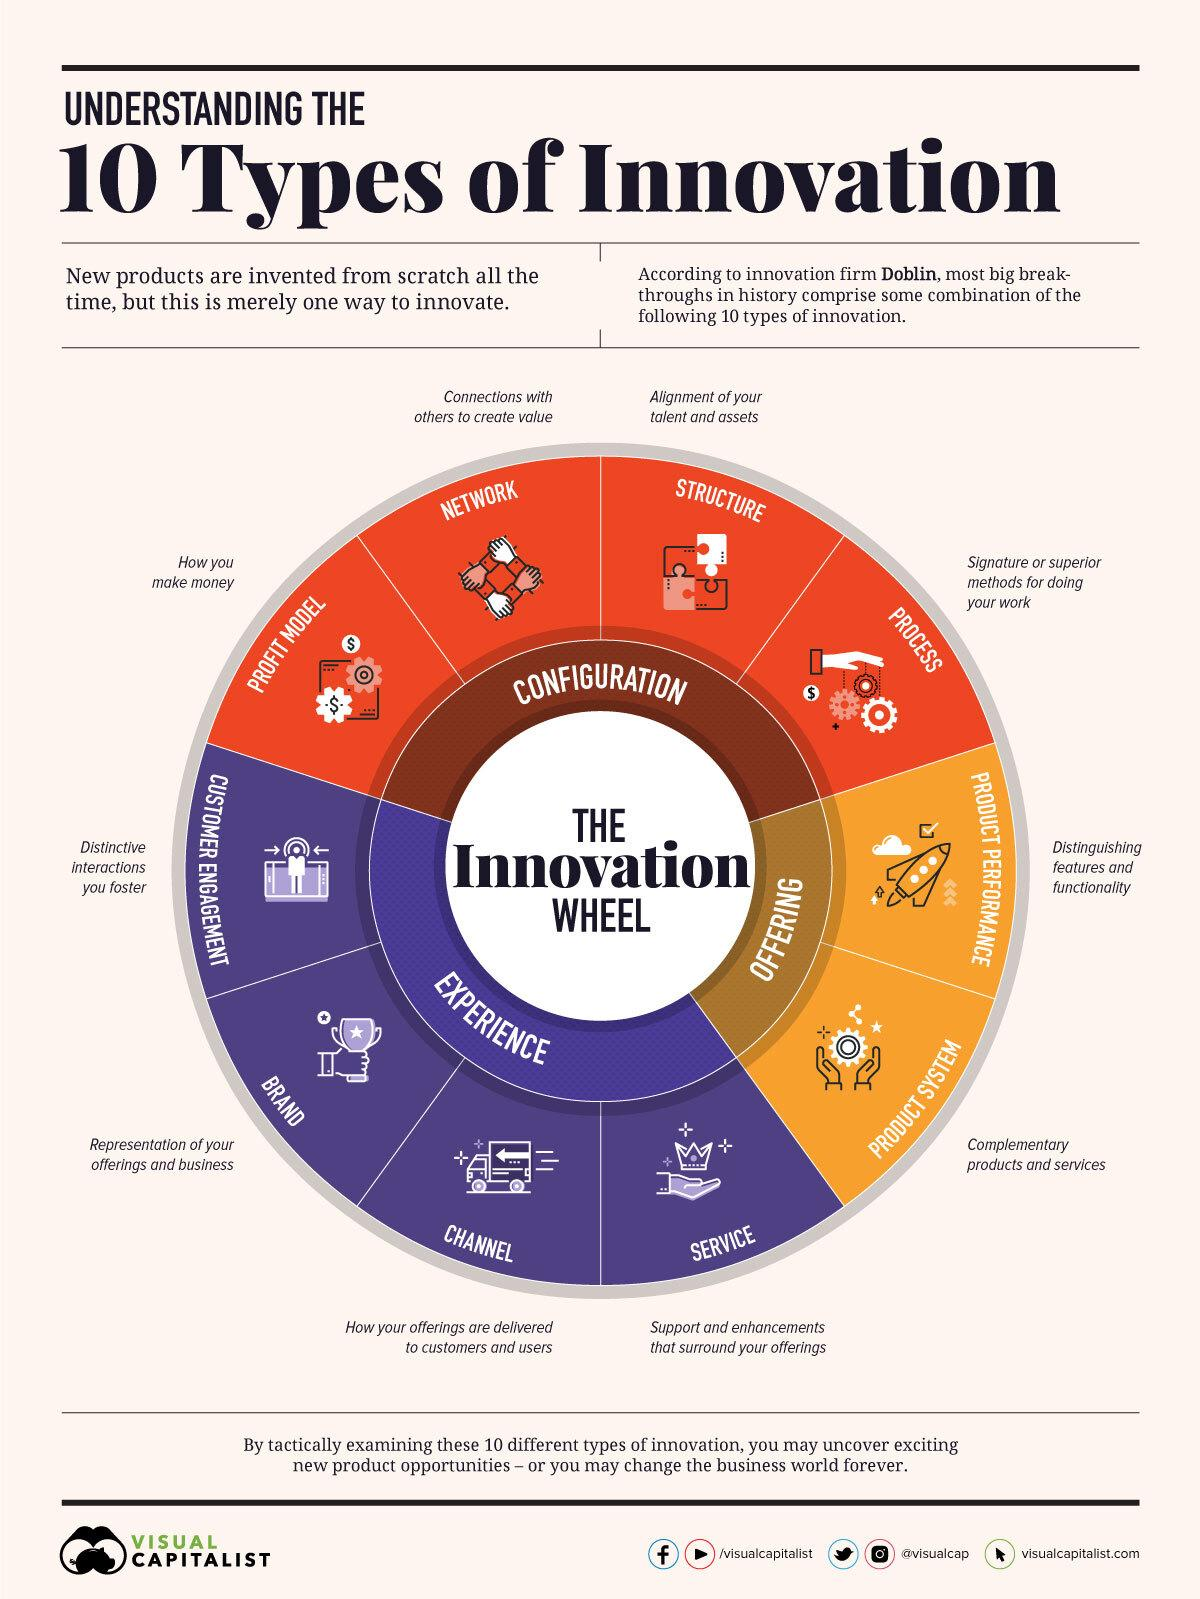 UNDERSTANDING THE
10 Types of Innovation
New products are invented from scratch all the
time, but this is merely one way to innovate.
According to innovation firm Doblin, most big break-
throughs in history comprise some combination of the
following 10 types of innovation.
Connections with
others to create value
Alignment of your
talent and assets
How you
make money
Signature or superior
methods for doing
your work
NETWORK
STRUCTURE
PROFIT MODEL
PROCESS
$
$
$
CONFIGURATION
CUSTOMER ENGAGEMENT
PRODUCT PERFORMANCE
Distinctive
interactions
you foster
THE
Innovation
WHEEL
Distinguishing
features and
functionality
OFFERING
EXPERIENCE
BRAND
PRODUCT SYSTEM
Representation of your
offerings and business
Complementary
products and services
CHANNEL
SERVICE
How your offerings are delivered
to customers and users
Support and enhancements
that surround your offerings
By tactically examining these 10 different types of innovation, you may uncover exciting
new product opportunities – or you may change the business world forever.
VISUAL
CAPITALIST
/visualcapitalist
@visualcap
visualcapitalist.com